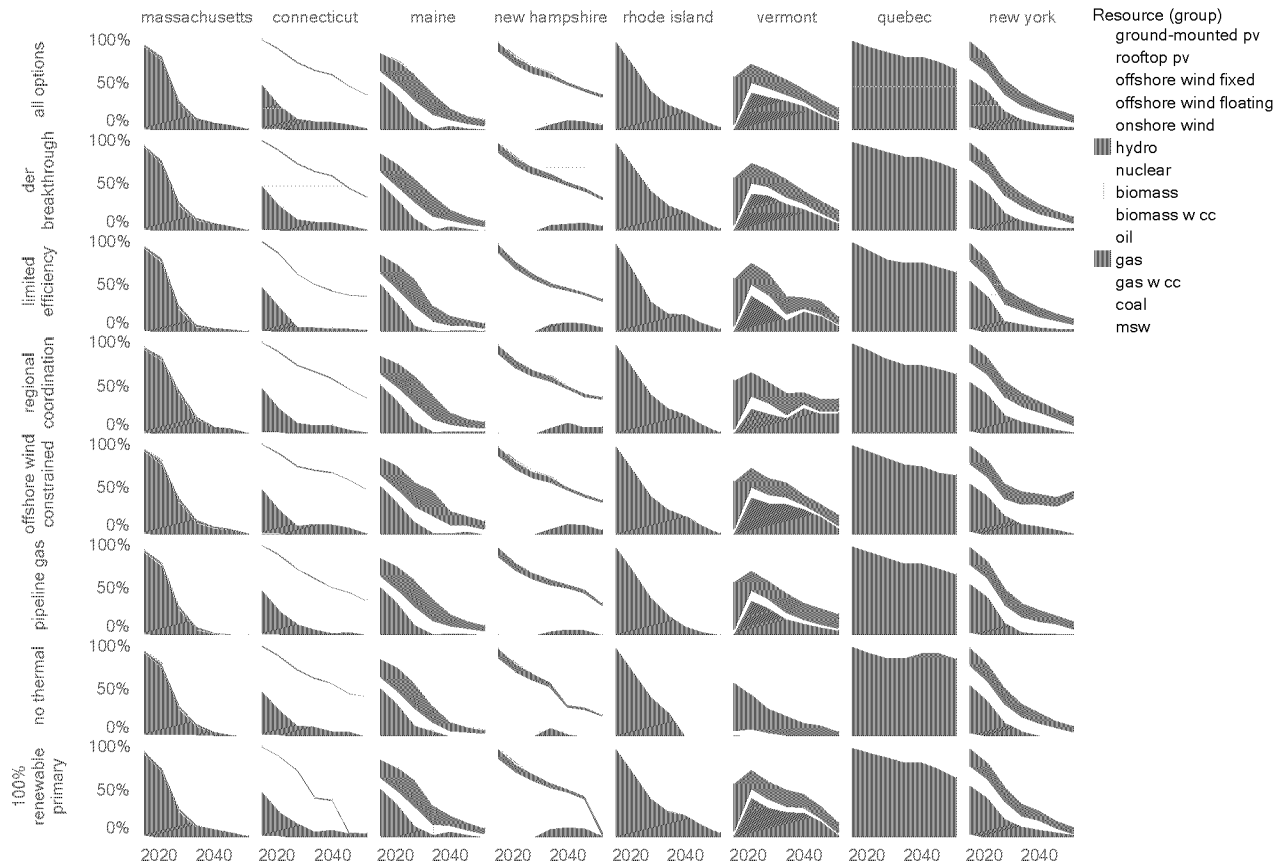 massachusetts connecticut maine new hampshire rhode island vermont quebec new york
Resource (group)
ground-mounted pv
rooftop pv
offshore wind fixed
offshore wind floating
onshore wind
hydro
nuclear
biomass
biomass w cc
oil
gas
gas w cc
coal
msw
all options
100%
50%
0%
der
breakthrough
100%
50%
0%
limited
efficiency
100%
50%
0%
regional
coordination
100%
50%
0%
offshore wind
constrained
100%
50%
0%
pipeline gas
100%
50%
0%
no thermal
100%
50%
0%
100%
renewable
primary
100%
50%
0%
2020 2040 2020 2040 2020 2040 2020 2040 2020 2040 2020 2040 2020 2040 2020 2040